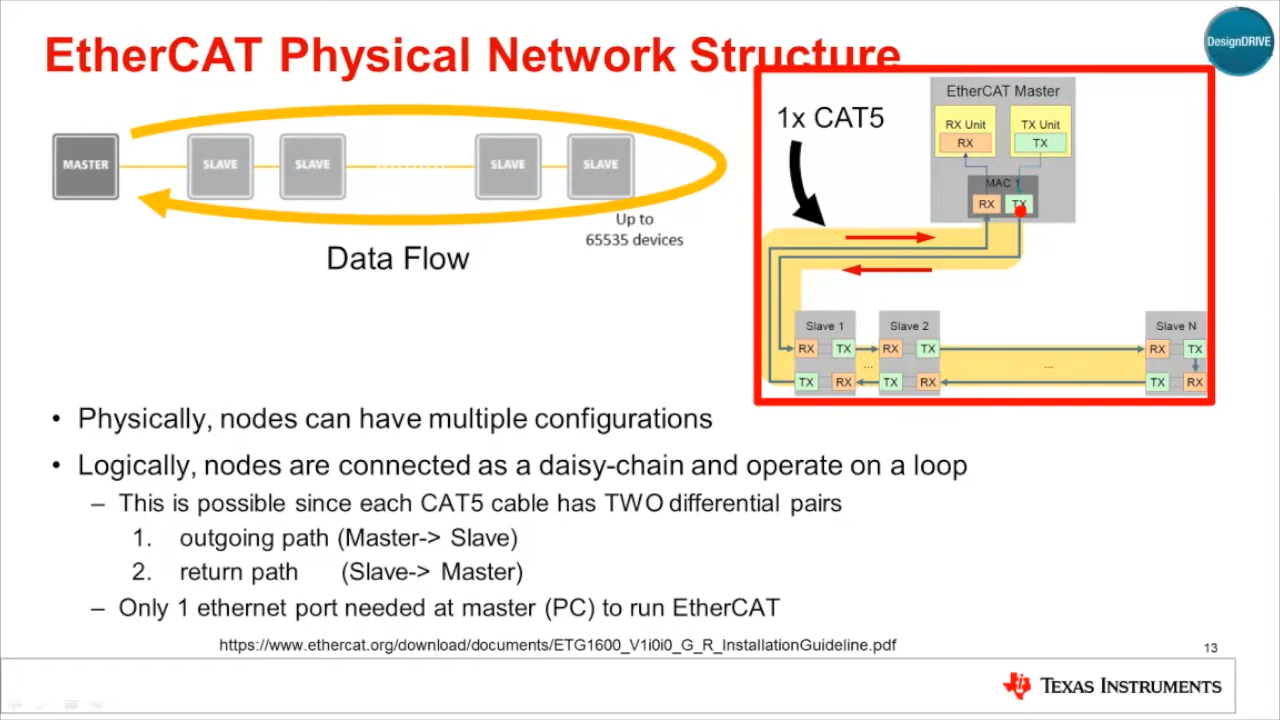 EtherCAT Physical Network Structure
DesignDRIVE
MASTER
SLAVE
SLAVE
SLAVE
SLAVE
Up to
65535 devices
Data Flow
1x CAT5
EtherCAT Master
RX Unit
TX Unit
RX
TX
MAC 1
RX
TX
Slave 1
Slave 2
Slave N
RX
TX
RX
TX
RX
TX
...
...
TX
RX
TX
RX
TX
RX
• Physically, nodes can have multiple configurations
• Logically, nodes are connected as a daisy-chain and operate on a loop
– This is possible since each CAT5 cable has TWO differential pairs
1. outgoing path (Master-> Slave)
2. return path (Slave-> Master)
– Only 1 ethernet port needed at master (PC) to run EtherCAT
https://www.ethercat.org/download/documents/ETG1600_V1i0i0_G_R_InstallationGuideline.pdf
13
TEXAS INSTRUMENTS